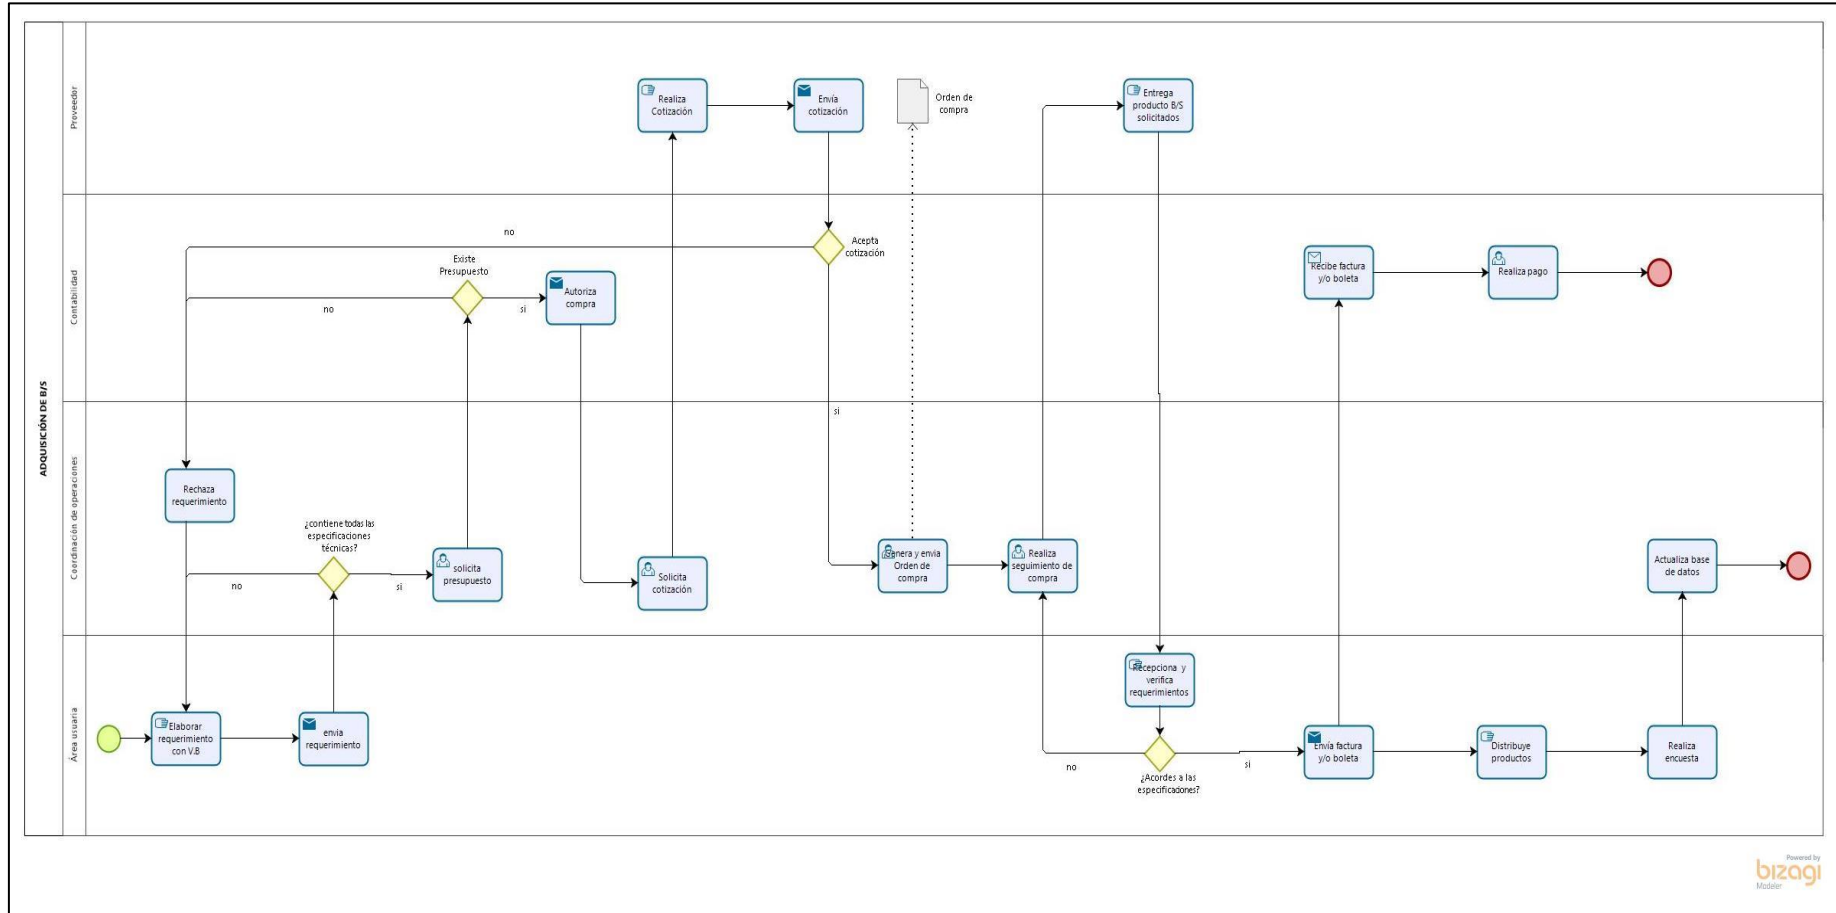 ADQUISICIÓN DE B/S
Proveedor
Realiza
Cotización
Envía
cotización
Orden de
compra
Entrega
producto B/S
solicitados
Contabilidad
no
Acepta
cotización
Existe
Presupuesto
no
si
Autoriza
compra
Recibe factura
y/o boleta
Realiza pago
si
Coordinación de operaciones
Rechaza
requerimiento
¿contiene todas las
especificaciones
técnicas?
no
si
solicita
presupuesto
Solicita
cotización
Genera y envia
Orden de
compra
Realiza
seguimiento de
compra
Actualiza base
de datos
Área usuaria
Elaborar
requerimiento
con V.B
envia
requerimiento
Recepciona y
verifica
requerimientos
no
¿Acordes a las
especificadones?
si
Envía factura
y/o boleta
Distribuye
productos
Realiza
encuesta
Powered by
bizagi
Modeler